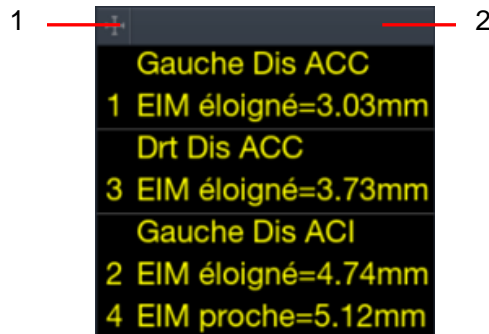 1 2
Gauche Dis ACC
1 EIM éloigné=3.03mm
Drt Dis ACC
3 EIM éloigné=3.73mm
Gauche Dis ACI
2 EIM éloigné=4.74mm
4 EIM proche=5.12mm